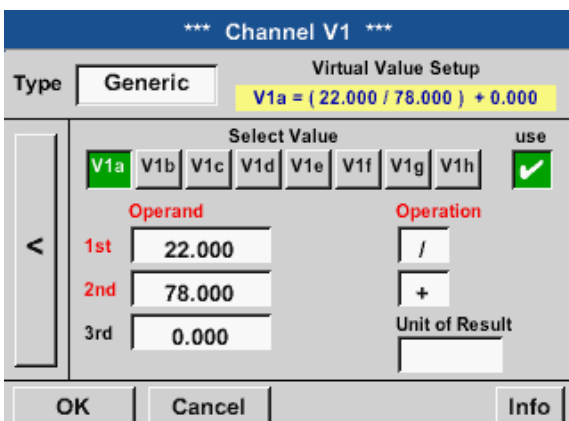 *** Channel V1 ***
Type Generic
Virtual Value Setup
V1a = ( 22.000 / 78.000 ) + 0.000
Select Value
use
V1a V1b V1c V1d V1e V1f V1g V1h
Operand
Operation
<
1st 22.000 /
2nd 78.000 +
3rd 0.000
Unit of Result
OK Cancel Info